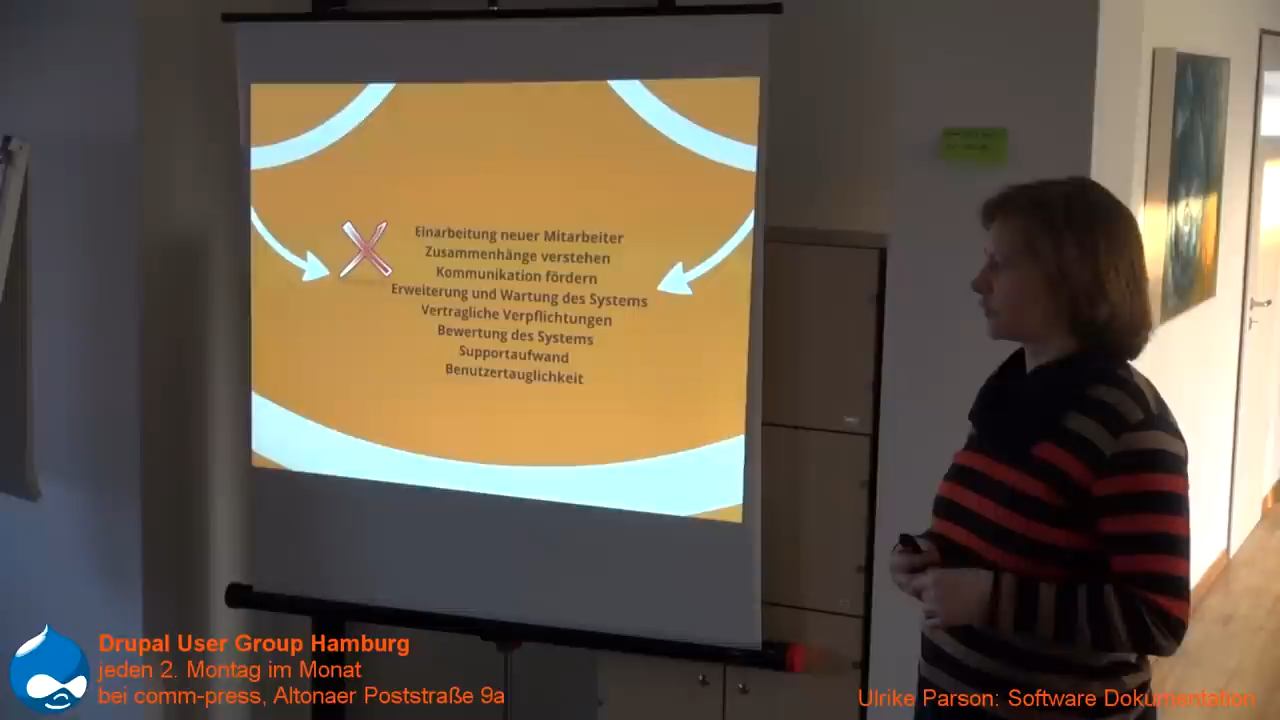 Einarbeitung neuer Mitarbeiter
Zusammenhänge verstehen
Kommunikation fördern
Erweiterung und Wartung des Systems
Vertragliche Verpflichtungen
Bewertung des Systems
Supportaufwand
Benutzertauglichkeit
Drupal User Group Hamburg
jeden 2. Montag im Monat
bei comm-press, Altonaer Poststraße 9a
Ulrike Parson: Software Dokumentation